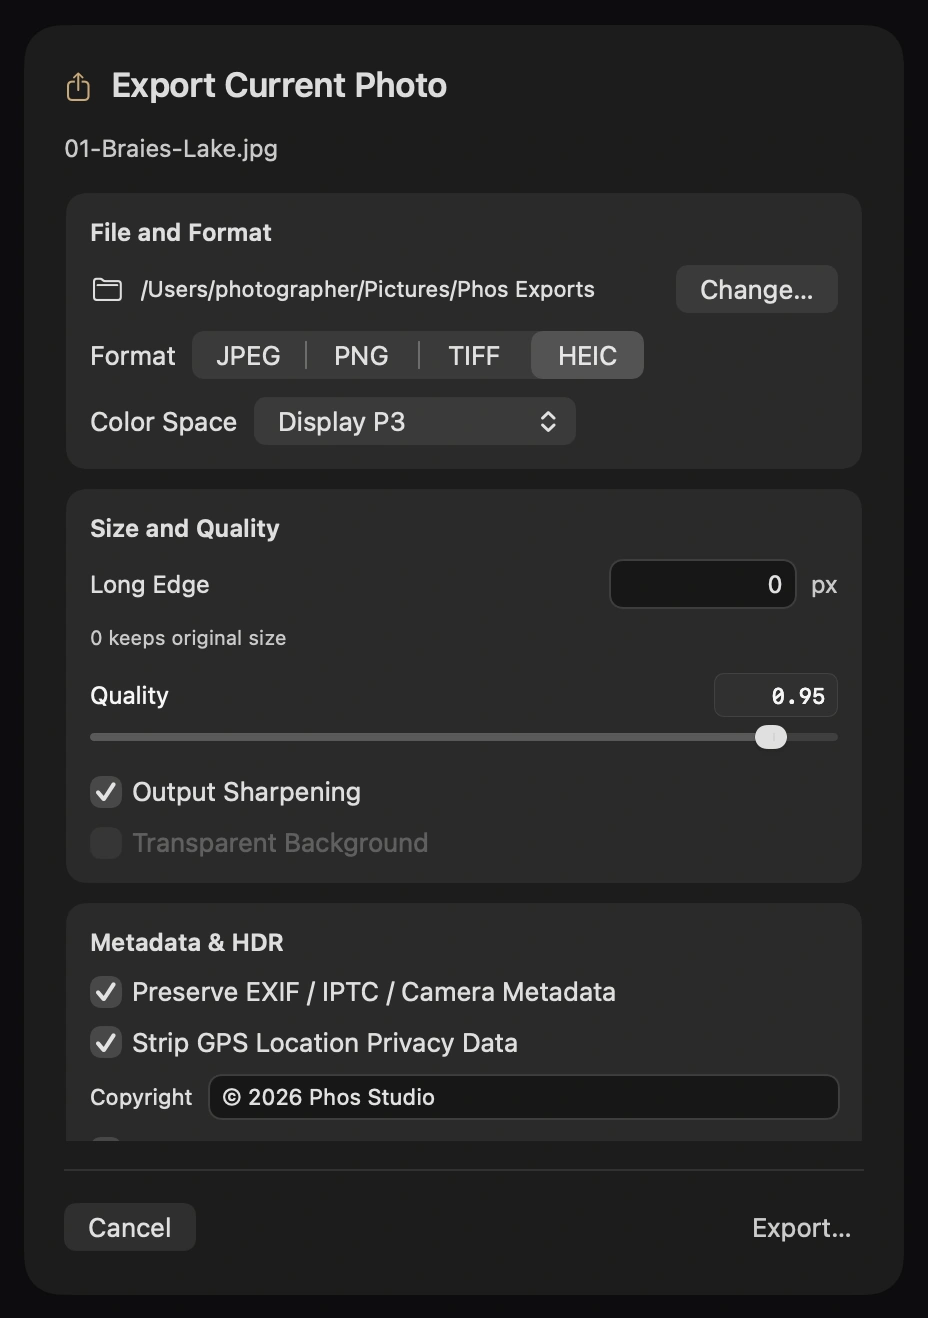 Export Current Photo
01-Braies-Lake.jpg
File and Format
/Users/photographer/Pictures/Phos Exports Change...
Format JPEG PNG TIFF HEIC
Color Space Display P3
Size and Quality
Long Edge 0 px
0 keeps original size
Quality 0.95
Output Sharpening
Transparent Background
Metadata & HDR
Preserve EXIF / IPTC / Camera Metadata
Strip GPS Location Privacy Data
Copyright © 2026 Phos Studio
Cancel Export...